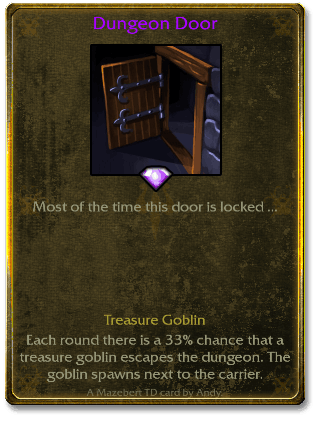 Dungeon Door
Most of the time this door is locked ...
Treasure Goblin
Each round there is a 33% chance that a
treasure goblin escapes the dungeon. The
goblin spawns next to the carrier.
A Mazebert TD card by Andy.